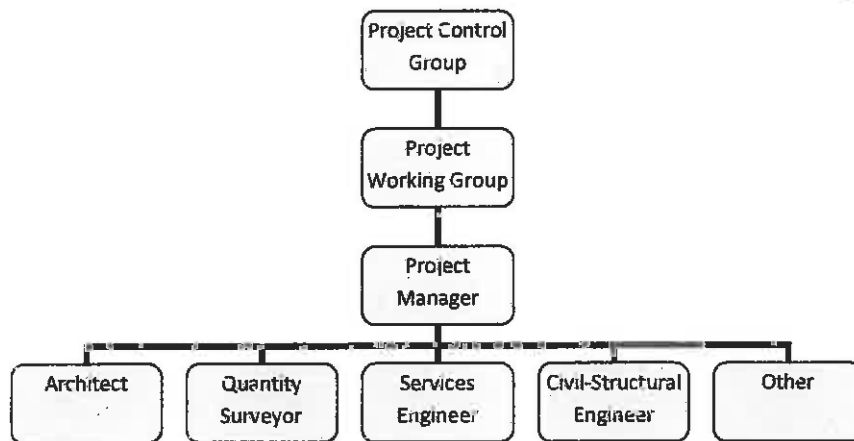 Project Control
Group
Project
Working Group
Project
Manager
Architect
Quantity
Surveyor
Services
Engineer
Civil-Structural
Engineer
Other